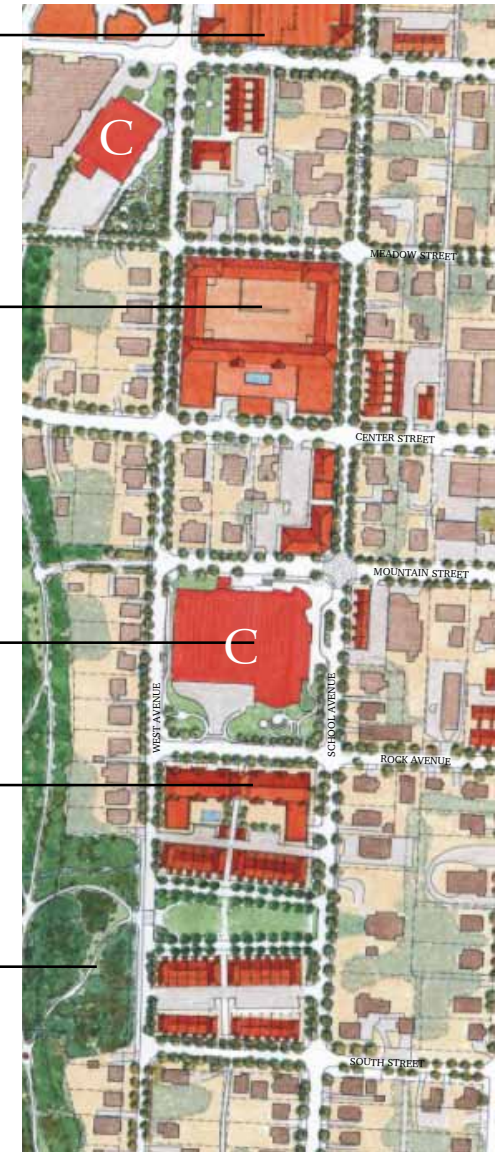 C
MEADOW STREET
CENTER STREET
MOUNTAIN STREET
C
WEST AVENUE
SCHOOL AVENUE
ROCK AVENUE
SOUTH STREET